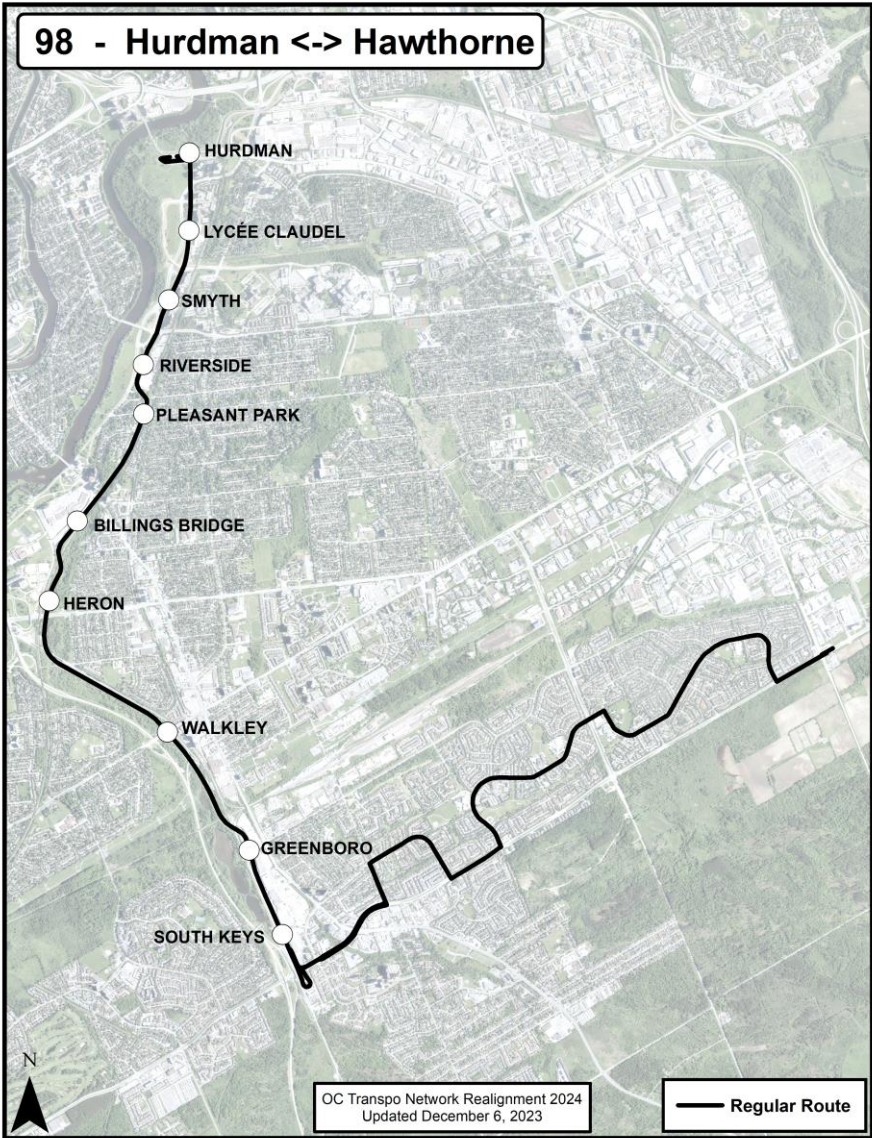 98 - Hurdman <-> Hawthorne
HURDMAN
LYCÉE CLAUDEL
SMYTH
RIVERSIDE
PLEASANT PARK
BILLINGS BRIDGE
HERON
WALKLEY
GREENBORO
SOUTH KEYS
N
OC Transpo Network Realignment 2024
Updated December 6, 2023
Regular Route